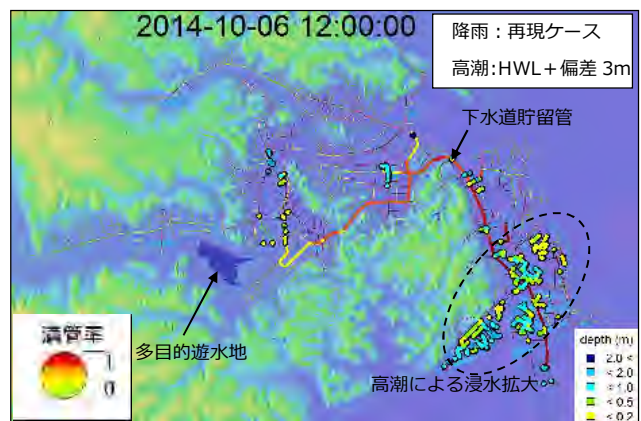 2014-10-06 12:00:00
降雨：再現ケース
高潮:HWL＋偏差 3m
下水道貯留管
多目的遊水地
高潮による浸水拡大
満管率
1
0
depth (m)
2.0 <
< 2.0
< 1.0
< 0.5
< 0.2